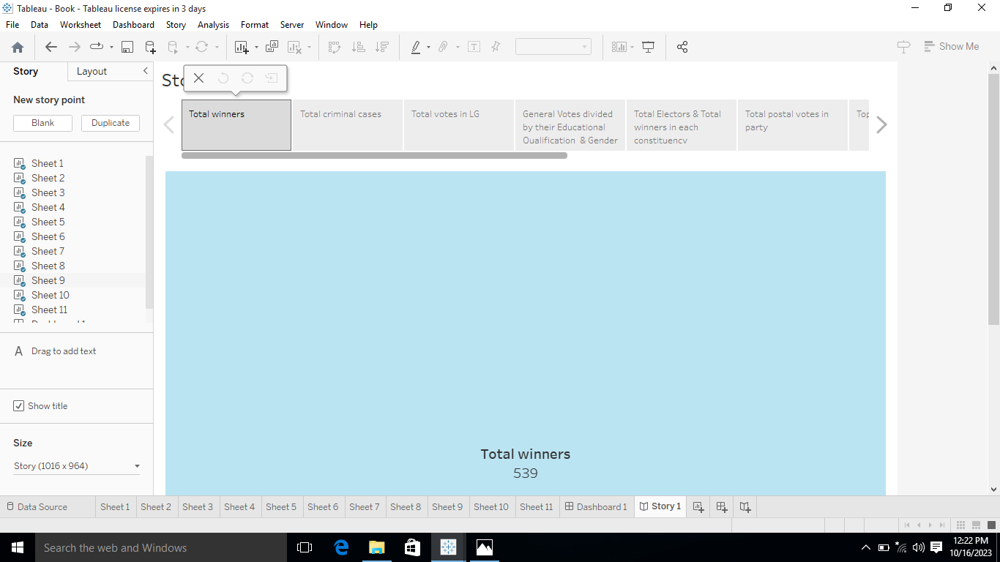 Tableau - Book - Tableau license expires in 3 days
File Data Worksheet Dashboard Story Analysis Format Server Window Help
Show Me
Story Layout
New story point
Blank Duplicate
Sheet 1
Sheet 2
Sheet 3
Sheet 4
Sheet 5
Sheet 6
Sheet 7
Sheet 8
Sheet 9
Sheet 10
Sheet 11
A Drag to add text
Show title
Size
Story (1016 x 964)
Total winners
Total criminal cases
Total votes in LG
General Votes divided
by their Educational
Qualification & Gender
Total Electors & Total
winners in each
constituency
Total postal votes in
party
Total winners
539
Data Source Sheet 1 Sheet 2 Sheet 3 Sheet 4 Sheet 5 Sheet 6 Sheet 7 Sheet 8 Sheet 9 Sheet 10 Sheet 11 Dashboard 1 Story 1
Search the web and Windows
12:22 PM
10/16/2023